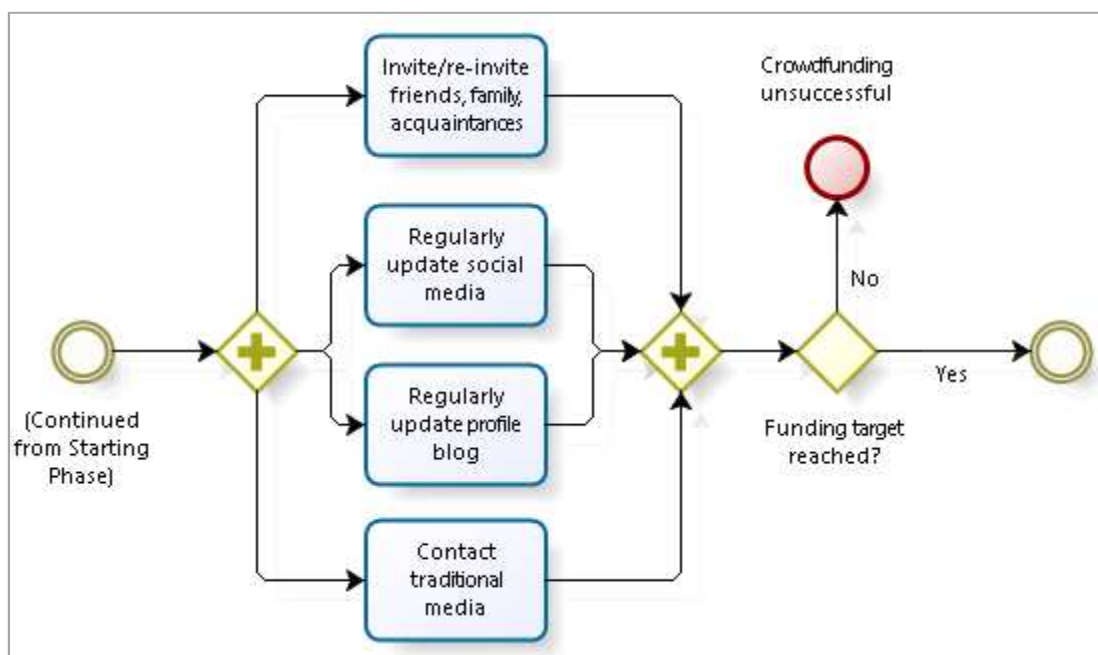 (Continued
from Starting
Phase)
Invite/re-invite
friends, family,
acquaintances
Regularly
update social
media
Regularly
update profile
blog
Contact
traditional
media
Funding target
reached?
No
Crowdfunding
unsuccessful
Yes